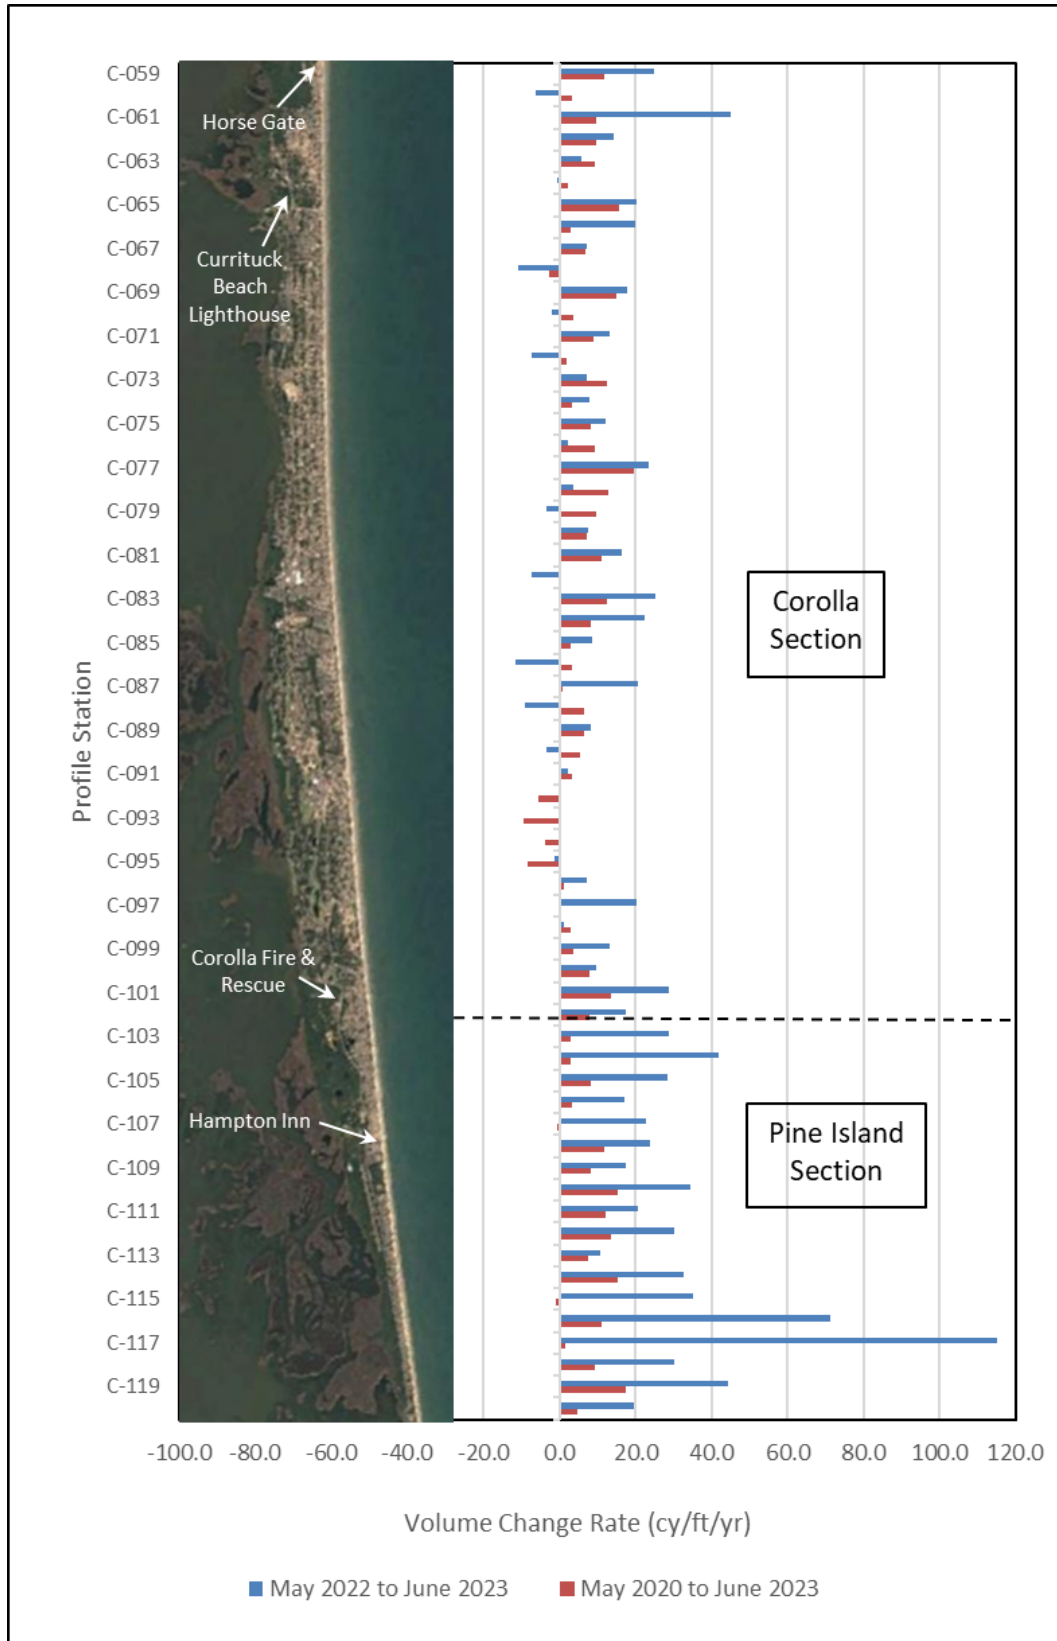 C-059
Horse Gate
C-061
C-063
C-065
Currituck
Beach
Lighthouse
C-067
C-069
C-071
C-073
C-075
C-077
C-079
C-081
C-083
Corolla
Section
C-085
C-087
C-089
C-091
C-093
C-095
C-097
C-099
Corolla Fire &
Rescue
C-101
C-103
C-105
C-107
Hampton Inn
Pine Island
Section
C-109
C-111
C-113
C-115
C-117
C-119
Profile Station
-100.0 -80.0 -60.0 -40.0 -20.0 0.0 20.0 40.0 60.0 80.0 100.0 120.0
Volume Change Rate (cy/ft/yr)
May 2022 to June 2023 May 2020 to June 2023